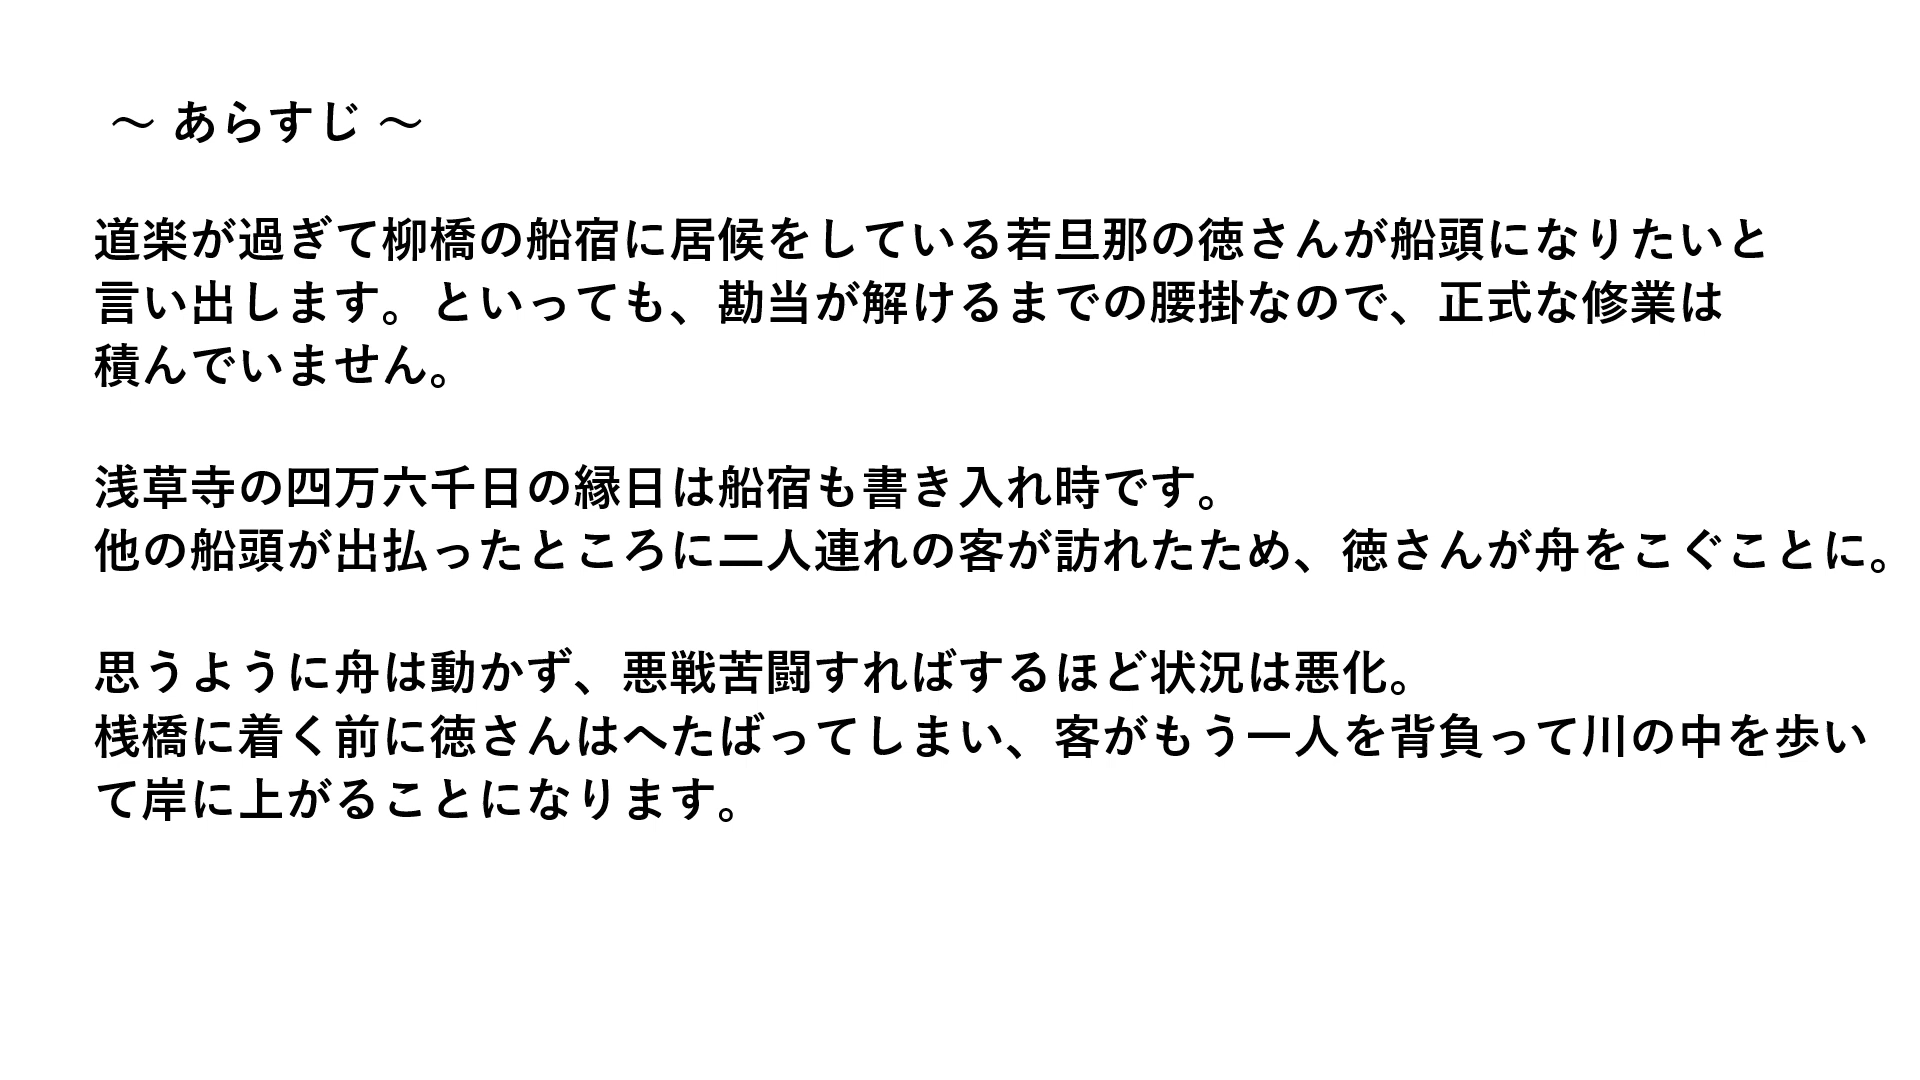 ～ あらすじ ～
道楽が過ぎて柳橋の船宿に居候をしている若旦那の徳さんが船頭になりたいと
言い出します。といっても、勘当が解けるまでの腰掛なので、正式な修業は
積んでいません。
浅草寺の四万六千日の縁日は船宿も書き入れ時です。
他の船頭が出払ったところに二人連れの客が訪れたため、徳さんが舟をこぐことに。
思うように舟は動かず、悪戦苦闘すればするほど状況は悪化。
桟橋に着く前に徳さんはへたばってしまい、客がもう一人を背負って川の中を歩い
て岸に上がることになります。